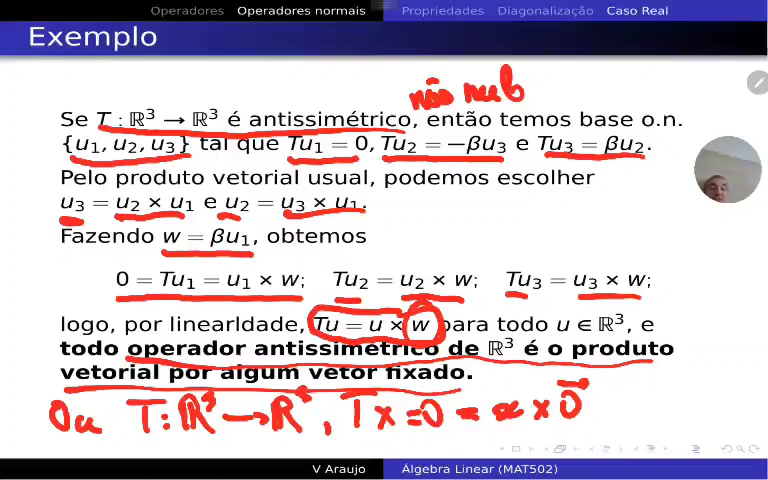 Operadores Operadores normais Propriedades Diagonalização Caso Real
Exemplo
não nulo
Se T : ℝ³ → ℝ³ é antissimétrico, então temos base o.n.
{u₁, u₂, u₃} tal que Tu₁ = 0, Tu₂ = −βu₃ e Tu₃ = βu₂.
Pelo produto vetorial usual, podemos escolher
u₃ = u₂ × u₁ e u₂ = u₃ × u₁.
Fazendo w = βu₁, obtemos
0 = Tu₁ = u₁ × w; Tu₂ = u₂ × w; Tu₃ = u₃ × w;
logo, por linearldade, Tu = u × w para todo u ∈ ℝ³, e
todo operador antissimétrico de ℝ³ é o produto
vetorial por algum vetor fixado.
Ou T: ℝ³ → ℝ³, Tx = 0 = x × 0⃗
V Araujo Álgebra Linear (MAT502)